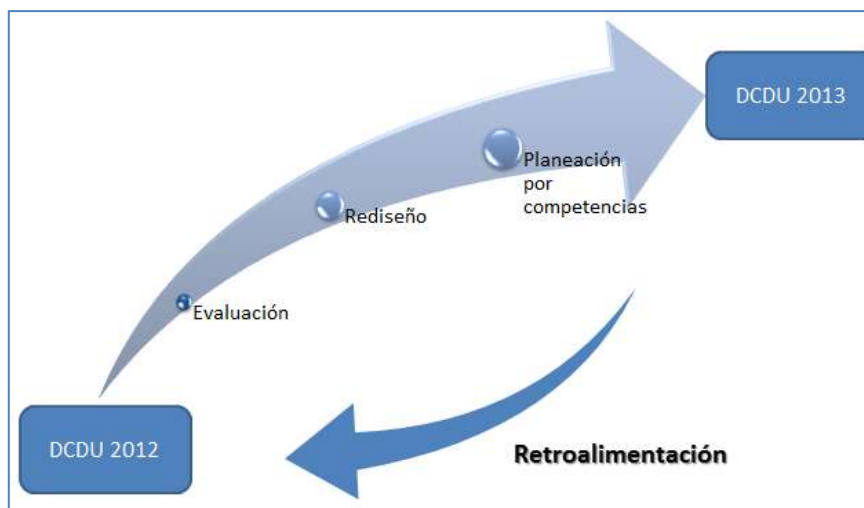 DCDU 2013
Planeación
por
competencias
Rediseño
Evaluación
DCDU 2012
Retroalimentación